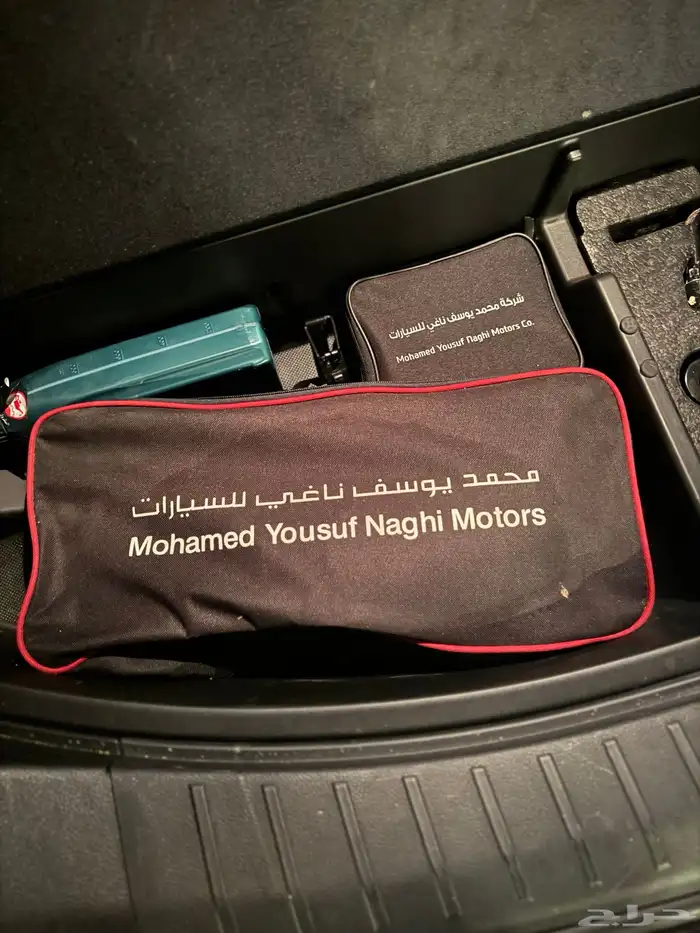 شركة محمد يوسف ناغي للسيارات
Mohamed Yousuf Naghi Motors Co.
محمد يوسف ناغي للسيارات
Mohamed Yousuf Naghi Motors
حراج